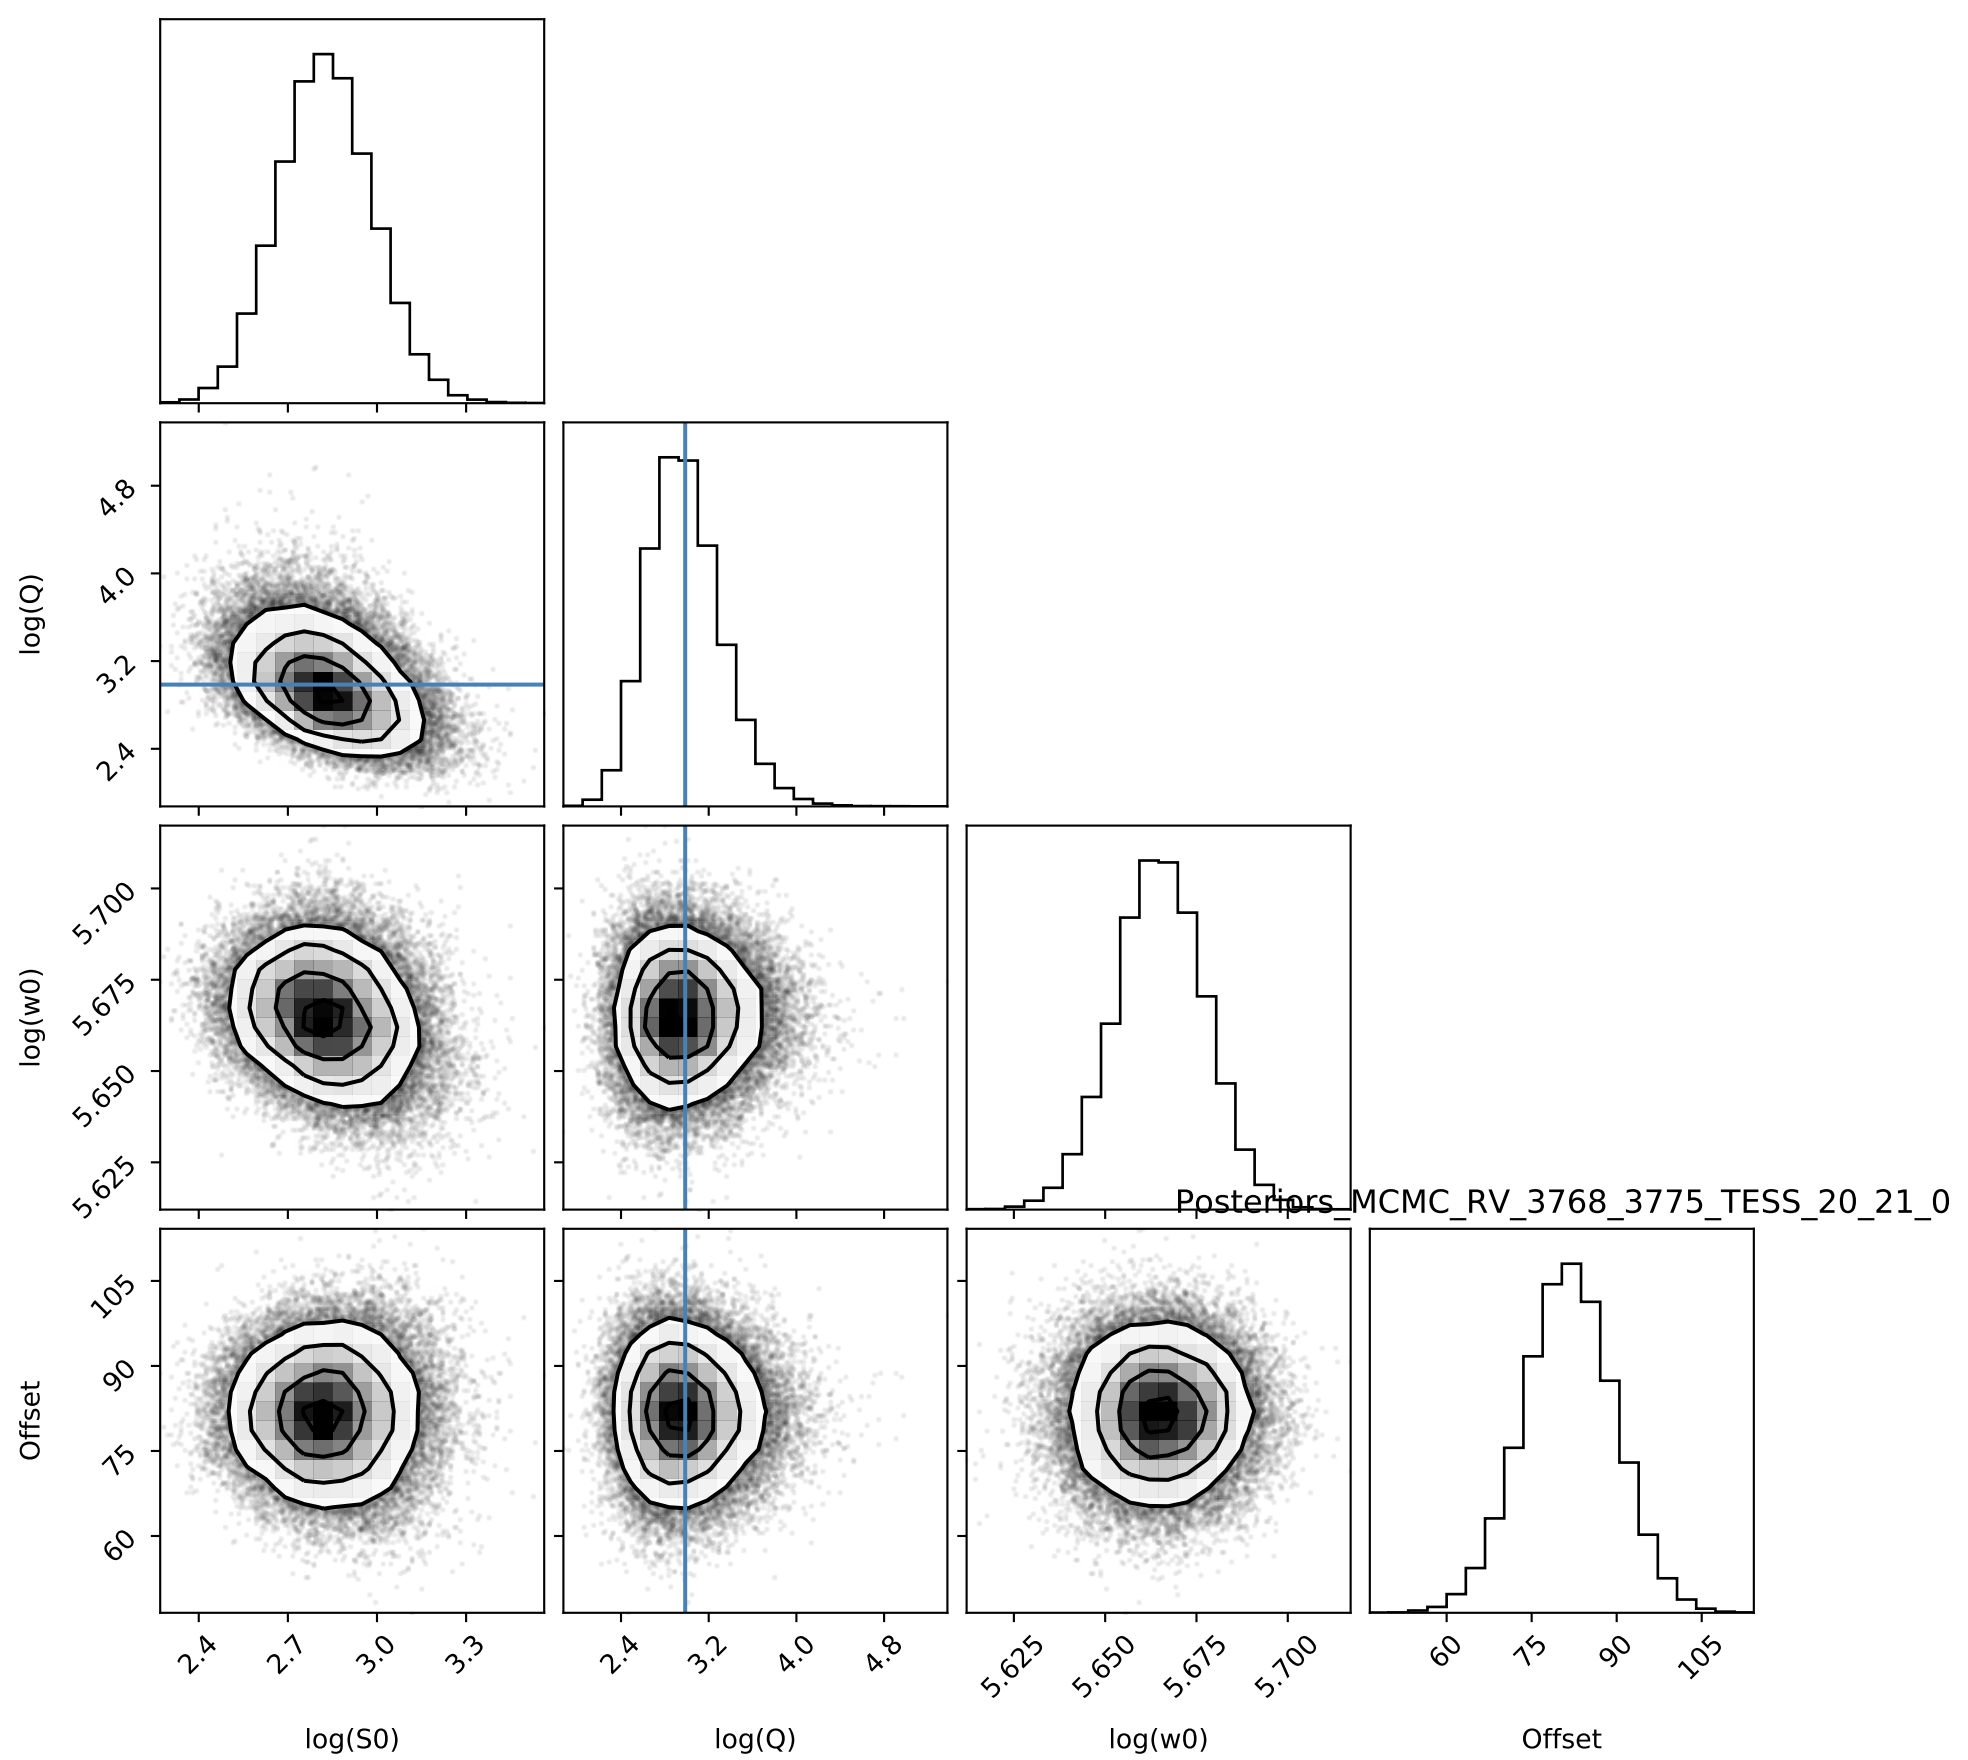 4.8
4.0
3.2
2.4
log(Q)
5.700
5.675
5.650
5.625
log(w0)
Posteriors_MCMC_RV_3768_3775_TESS_20_21_0
105
90
75
60
Offset
2.4 2.7 3.0 3.3
2.4 3.2 4.0 4.8
5.625 5.650 5.675 5.700
60 75 90 105
log(S0) log(Q) log(w0) Offset